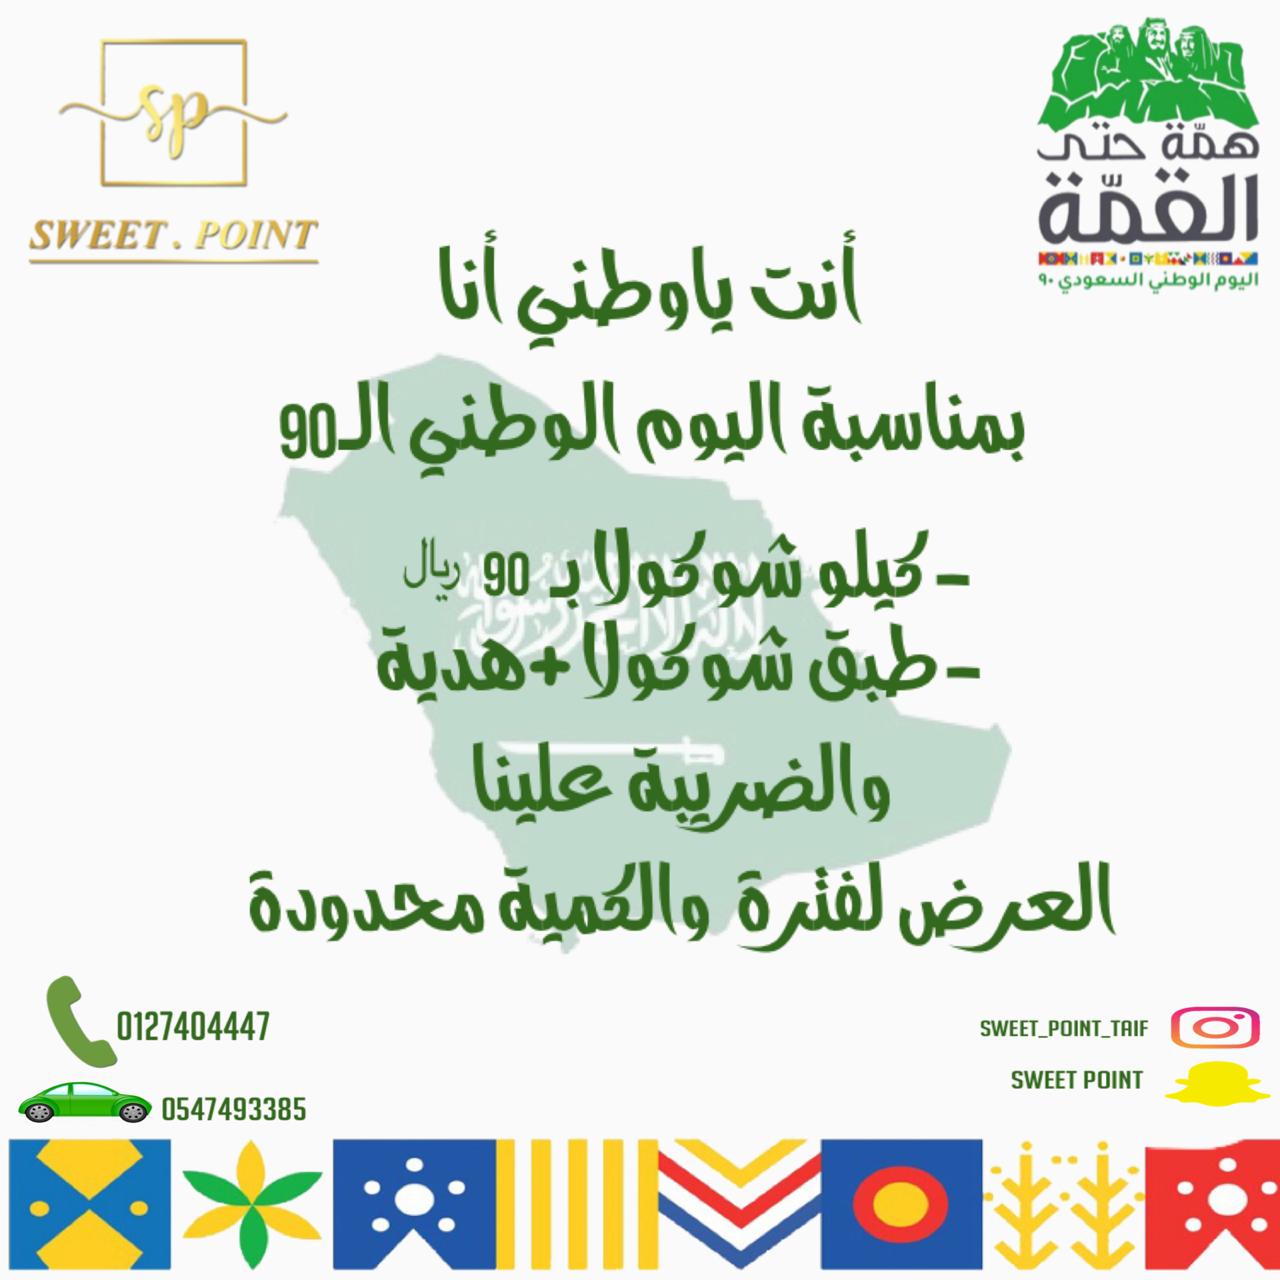 sp
SWEET . POINT
همّة حتى
القمّة
اليوم الوطني السعودي ٩٠
أنت ياوطني أنا
بمناسبة اليوم الوطني الـ90
- كيلو شوكولا بـ 90 ريال
- طبق شوكولا + هدية
والضريبة علينا
العرض لفترة والكمية محدودة
0127404447
0547493385
SWEET_POINT_TAIF
SWEET POINT